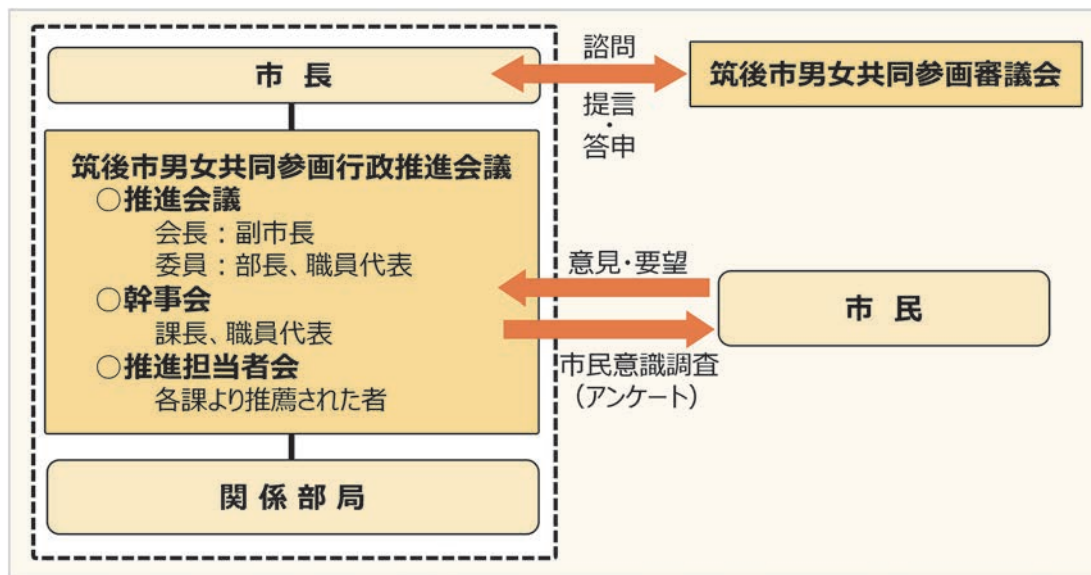 市長
諮問
提言
・
答申
筑後市男女共同参画審議会
筑後市男女共同参画行政推進会議
○推進会議
会長：副市長
委員：部長、職員代表
○幹事会
課長、職員代表
○推進担当者会
各課より推薦された者
意見・要望
市民意識調査
（アンケート）
市民
関係部局